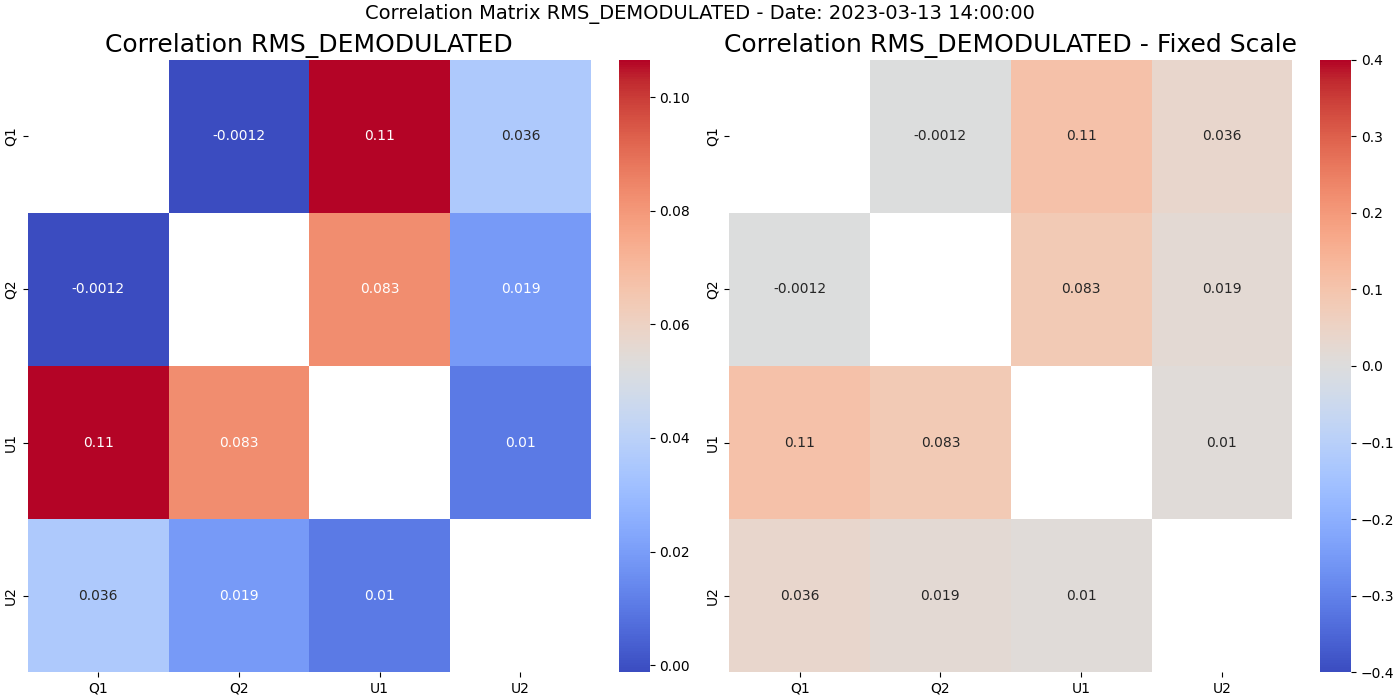 Correlation Matrix RMS_DEMODULATED - Date: 2023-03-13 14:00:00
Correlation RMS_DEMODULATED
Q1
-0.0012
0.11
0.036
Q2
-0.0012
0.083
0.019
U1
0.11
0.083
0.01
U2
0.036
0.019
0.01
Q1
Q2
U1
U2
0.10
0.08
0.06
0.04
0.02
0.00
Correlation RMS_DEMODULATED - Fixed Scale
Q1
-0.0012
0.11
0.036
Q2
-0.0012
0.083
0.019
U1
0.11
0.083
0.01
U2
0.036
0.019
0.01
Q1
Q2
U1
U2
0.4
0.3
0.2
0.1
0.0
−0.1
−0.2
−0.3
−0.4